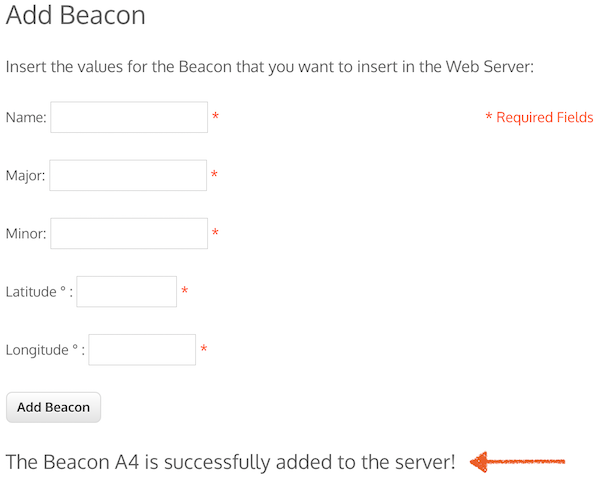 Add Beacon
Insert the values for the Beacon that you want to insert in the Web Server:
Name: * * Required Fields
Major: *
Minor: *
Latitude ° : *
Longitude ° : *
Add Beacon
The Beacon A4 is successfully added to the server!